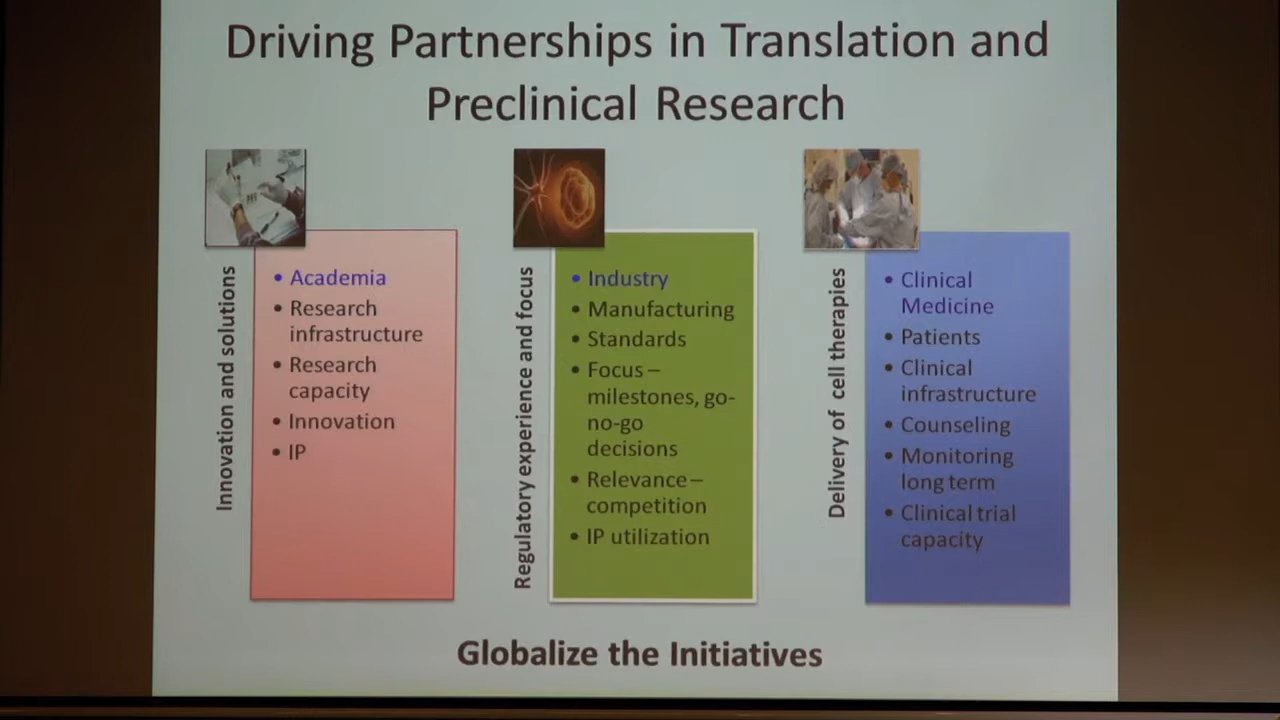 Driving Partnerships in Translation and
Preclinical Research
Innovation and solutions
• Academia
• Research
infrastructure
• Research
capacity
• Innovation
• IP
Regulatory experience and focus
• Industry
• Manufacturing
• Standards
• Focus –
milestones, go-
no-go
decisions
• Relevance –
competition
• IP utilization
Delivery of cell therapies
• Clinical
Medicine
• Patients
• Clinical
infrastructure
• Counseling
• Monitoring
long term
• Clinical trial
capacity
Globalize the Initiatives